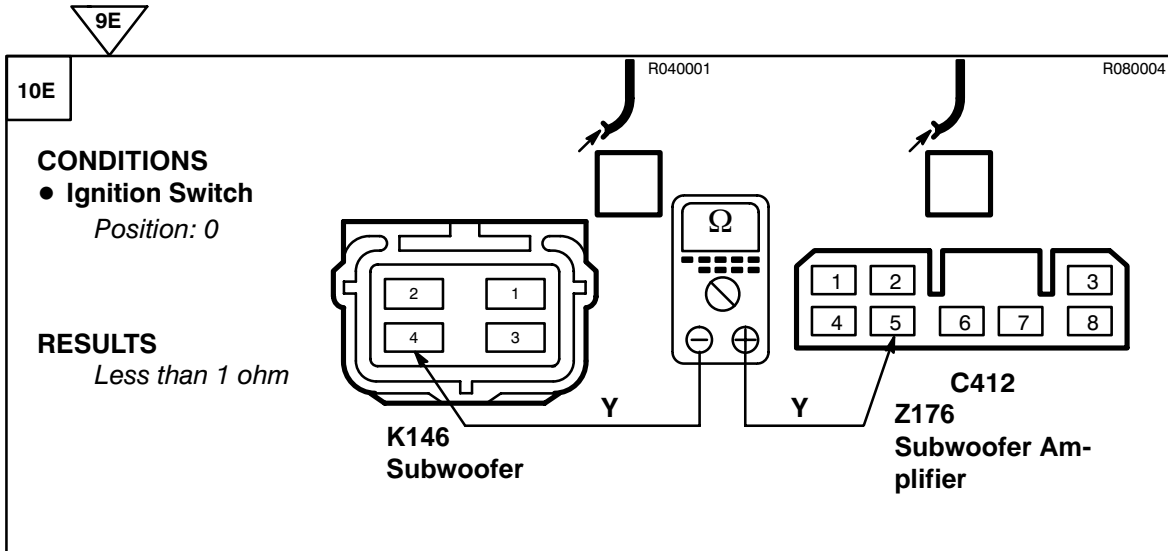 9E
10E
R040001
R080004
CONDITIONS
● Ignition Switch
Position: 0
RESULTS
Less than 1 ohm
2 1
4 3
Ω
− +
1 2 3
4 5 6 7 8
Y
Y
K146
Subwoofer
C412
Z176
Subwoofer Am-
plifier